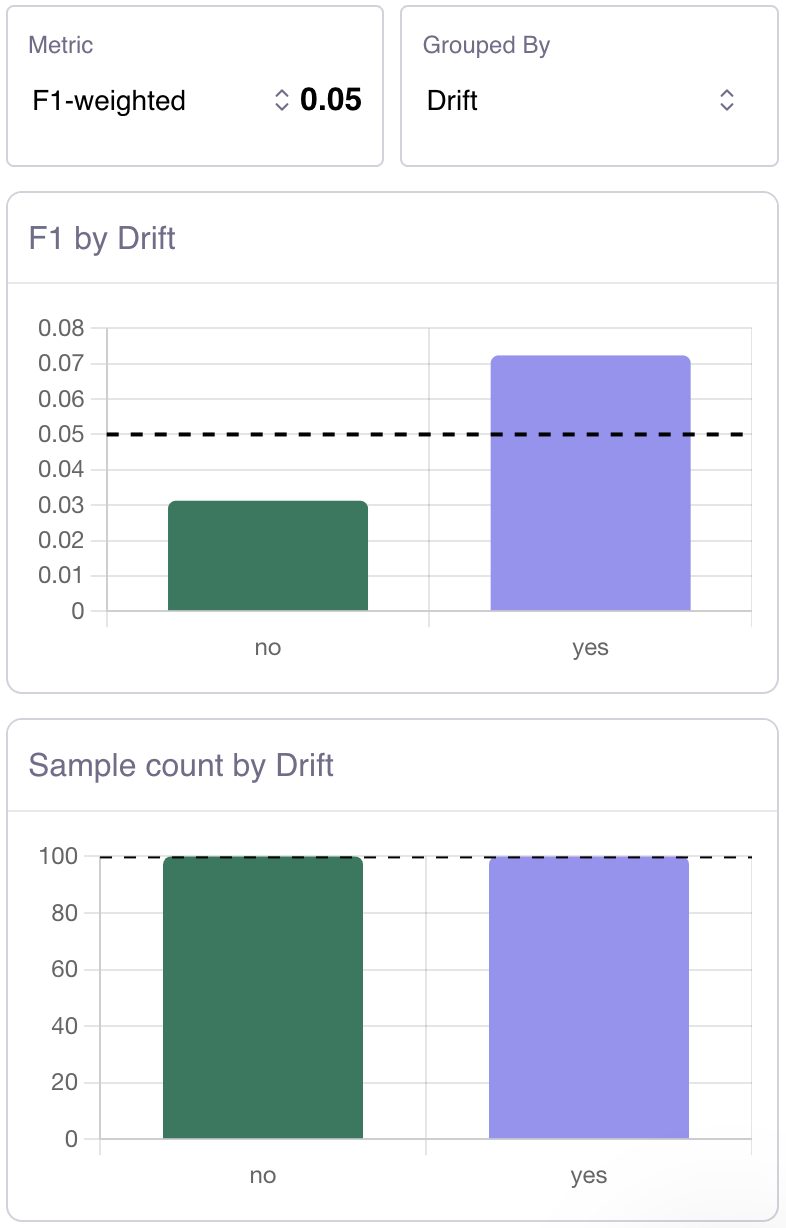 Metric
Grouped By
F1-weighted 0.05
Drift
F1 by Drift
0.08
0.07
0.06
0.05
0.04
0.03
0.02
0.01
0
no yes
Sample count by Drift
100
80
60
40
20
0
no yes